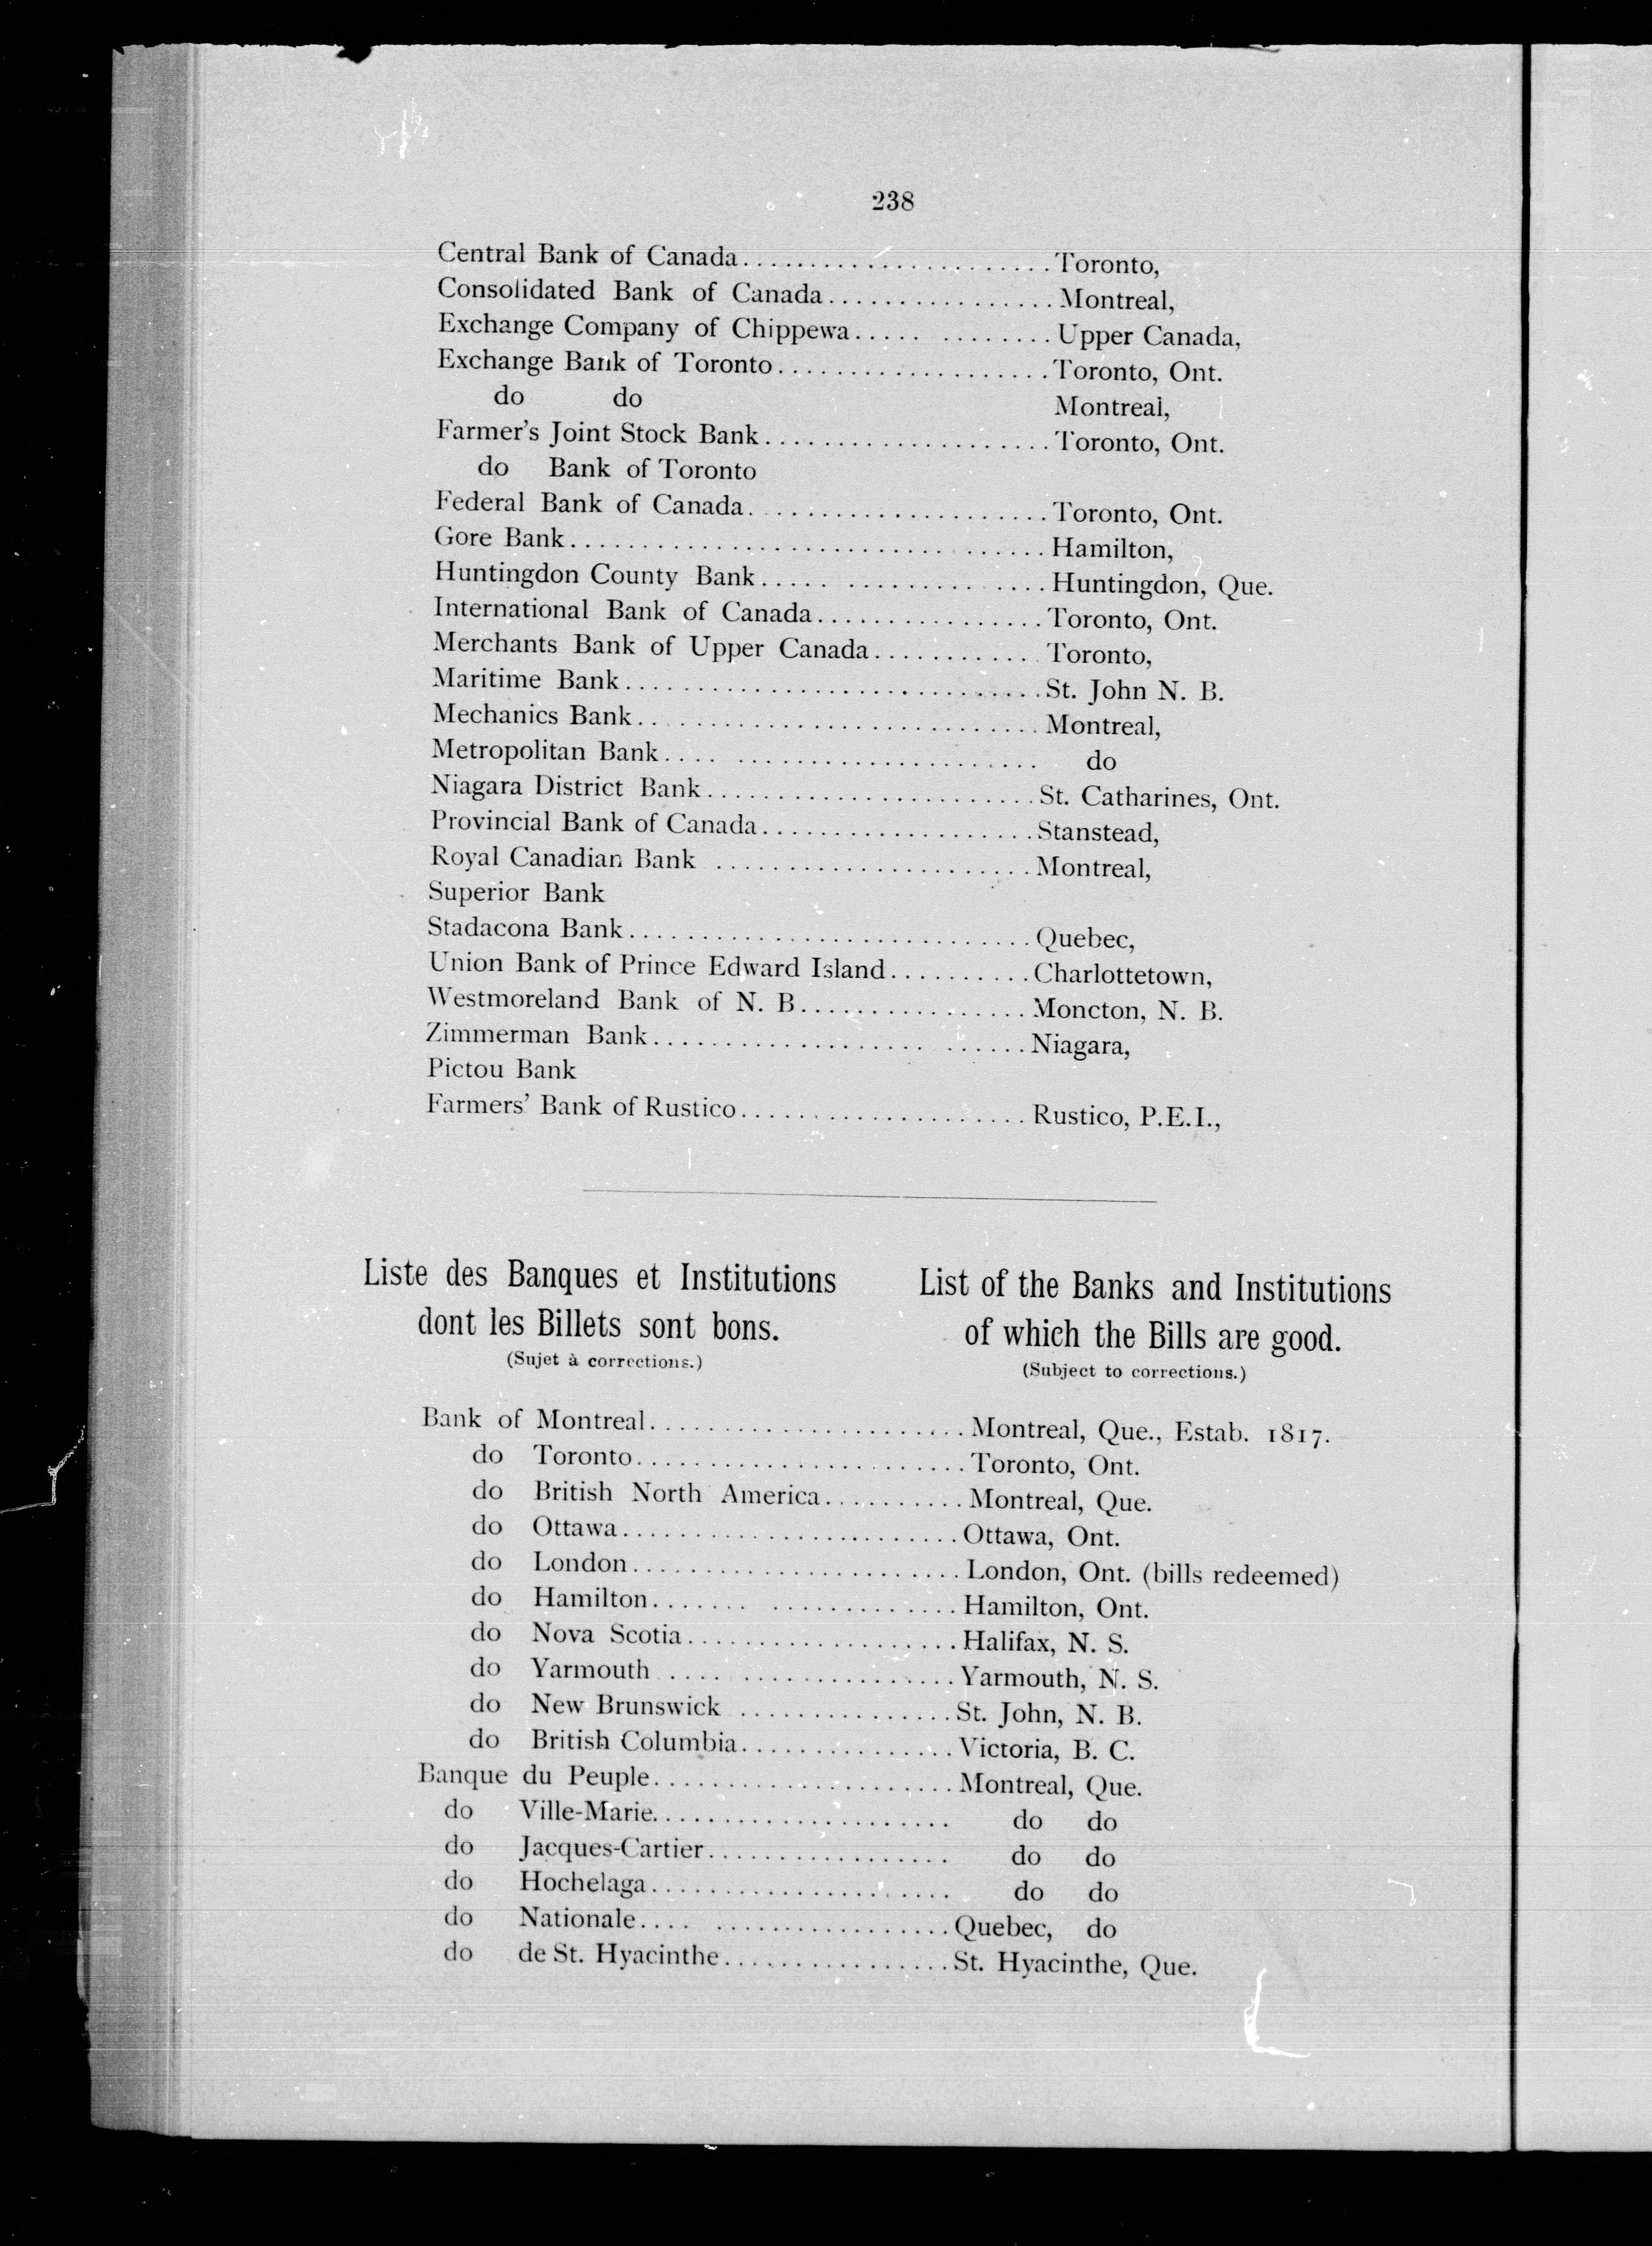 238
Central Bank of Canada...................... Toronto,
Consolidated Bank of Canada................ Montreal,
Exchange Company of Chippewa..... ........ Upper Canada,
Exchange Bank of Toronto................... Toronto, Ont.
do do Montreal,
Farmer's Joint Stock Bank.................... Toronto, Ont.
do Bank of Toronto
Federal Bank of Canada..................... Toronto, Ont.
Gore Bank................................. Hamilton,
Huntingdon County Bank..... .............. Huntingdon, Que.
International Bank of Canada................ Toronto, Ont.
Merchants Bank of Upper Canada............ Toronto,
Maritime Bank............................. St. John N. B.
Mechanics Bank............................ Montreal,
Metropolitan Bank.... ..................... do
Niagara District Bank....................... St. Catharines, Ont.
Provincial Bank of Canada................... Stanstead,
Royal Canadian Bank ...................... Montreal,
Superior Bank
Stadacona Bank............................ Quebec,
Union Bank of Prince Edward Island.......... Charlottetown,
Westmoreland Bank of N. B................ Moncton, N. B.
Zimmerman Bank................... ...... Niagara,
Pictou Bank
Farmers' Bank of Rustico.................... Rustico, P.E.I.,
Liste des Banques et Institutions
dont les Billets sont bons.
(Sujet à corrections.)
List of the Banks and Institutions
of which the Bills are good.
(Subject to corrections.)
Bank of Montreal...................... Montreal, Que., Estab. 1817.
do Toronto....................... Toronto, Ont.
do British North America.......... Montreal, Que.
do Ottawa........................ Ottawa, Ont.
do London....................... London, Ont. (bills redeemed)
do Hamilton....... ............. Hamilton, Ont.
do Nova Scotia................... Halifax, N. S.
do Yarmouth .... ............... Yarmouth, N. S.
do New Brunswick ............... St. John, N. B.
do British Columbia............... Victoria, B. C.
Banque du Peuple..................... Montreal, Que.
do Ville-Marie..................... do do
do Jacques-Cartier................. do do
do Hochelaga..................... do do
do Nationale.... ................. Quebec, do
do de St. Hyacinthe................ St. Hyacinthe, Que.